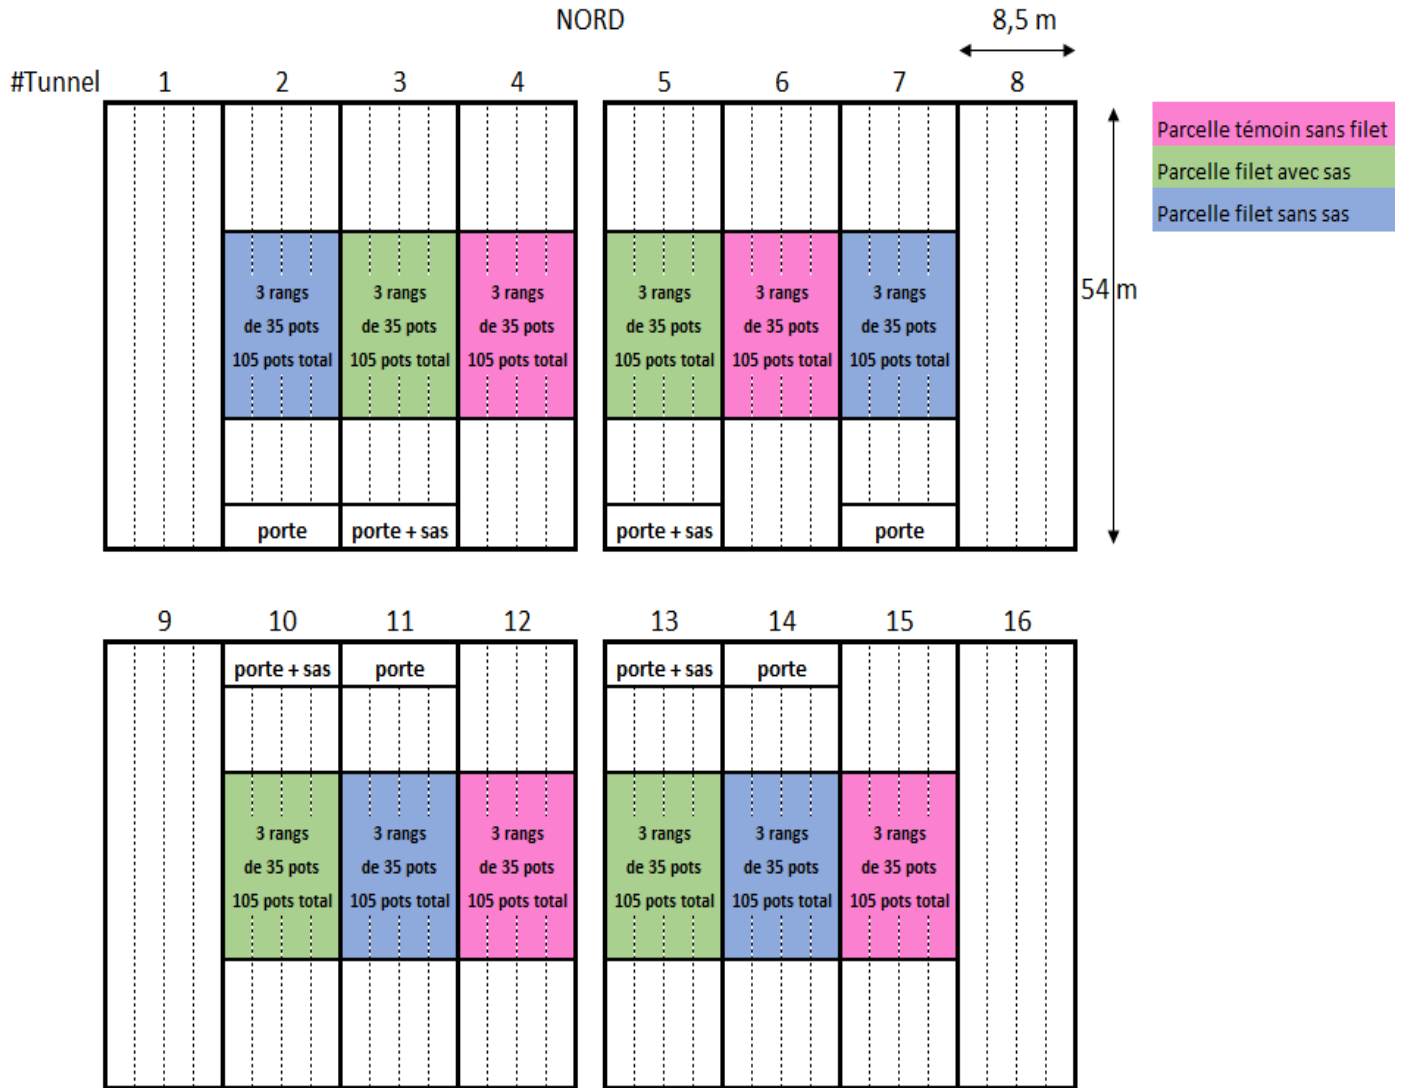 NORD
8,5 m
#Tunnel 1 2 3 4 5 6 7 8
Parcelle témoin sans filet
Parcelle filet avec sas
Parcelle filet sans sas
54 m
3 rangs 3 rangs 3 rangs 3 rangs 3 rangs 3 rangs
de 35 pots de 35 pots de 35 pots de 35 pots de 35 pots de 35 pots
105 pots total 105 pots total 105 pots total 105 pots total 105 pots total 105 pots total
porte porte + sas porte + sas porte
9 10 11 12 13 14 15 16
porte + sas porte porte + sas porte
3 rangs 3 rangs 3 rangs 3 rangs 3 rangs 3 rangs
de 35 pots de 35 pots de 35 pots de 35 pots de 35 pots de 35 pots
105 pots total 105 pots total 105 pots total 105 pots total 105 pots total 105 pots total